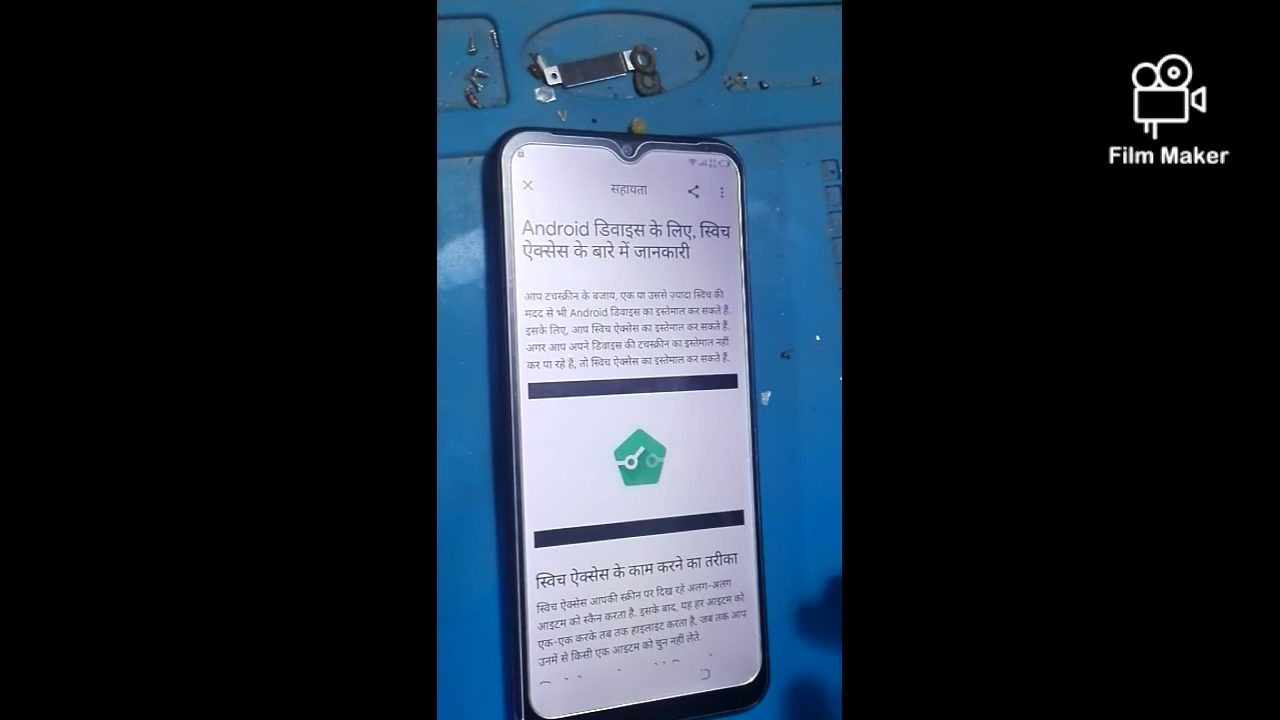 Film Maker
सहायता
Android डिवाइस के लिए, स्विच
ऐक्सेस के बारे में जानकारी
आप टचस्क्रीन के बजाय, एक या उससे ज़्यादा स्विच की
मदद से भी Android डिवाइस का इस्तेमाल कर सकते हैं.
इसके लिए, आप स्विच ऐक्सेस का इस्तेमाल कर सकते हैं.
अगर आप अपने डिवाइस की टचस्क्रीन का इस्तेमाल नहीं
कर पा रहे हैं, तो स्विच ऐक्सेस का इस्तेमाल कर सकते हैं.
स्विच ऐक्सेस के काम करने का तरीका
स्विच ऐक्सेस आपकी स्क्रीन पर दिख रहे अलग-अलग
आइटम को स्कैन करता है. इसके बाद, यह हर आइटम को
एक-एक करके तब तक हाइलाइट करता है, जब तक आप
उनमें से किसी एक आइटम को चुन नहीं लेते.